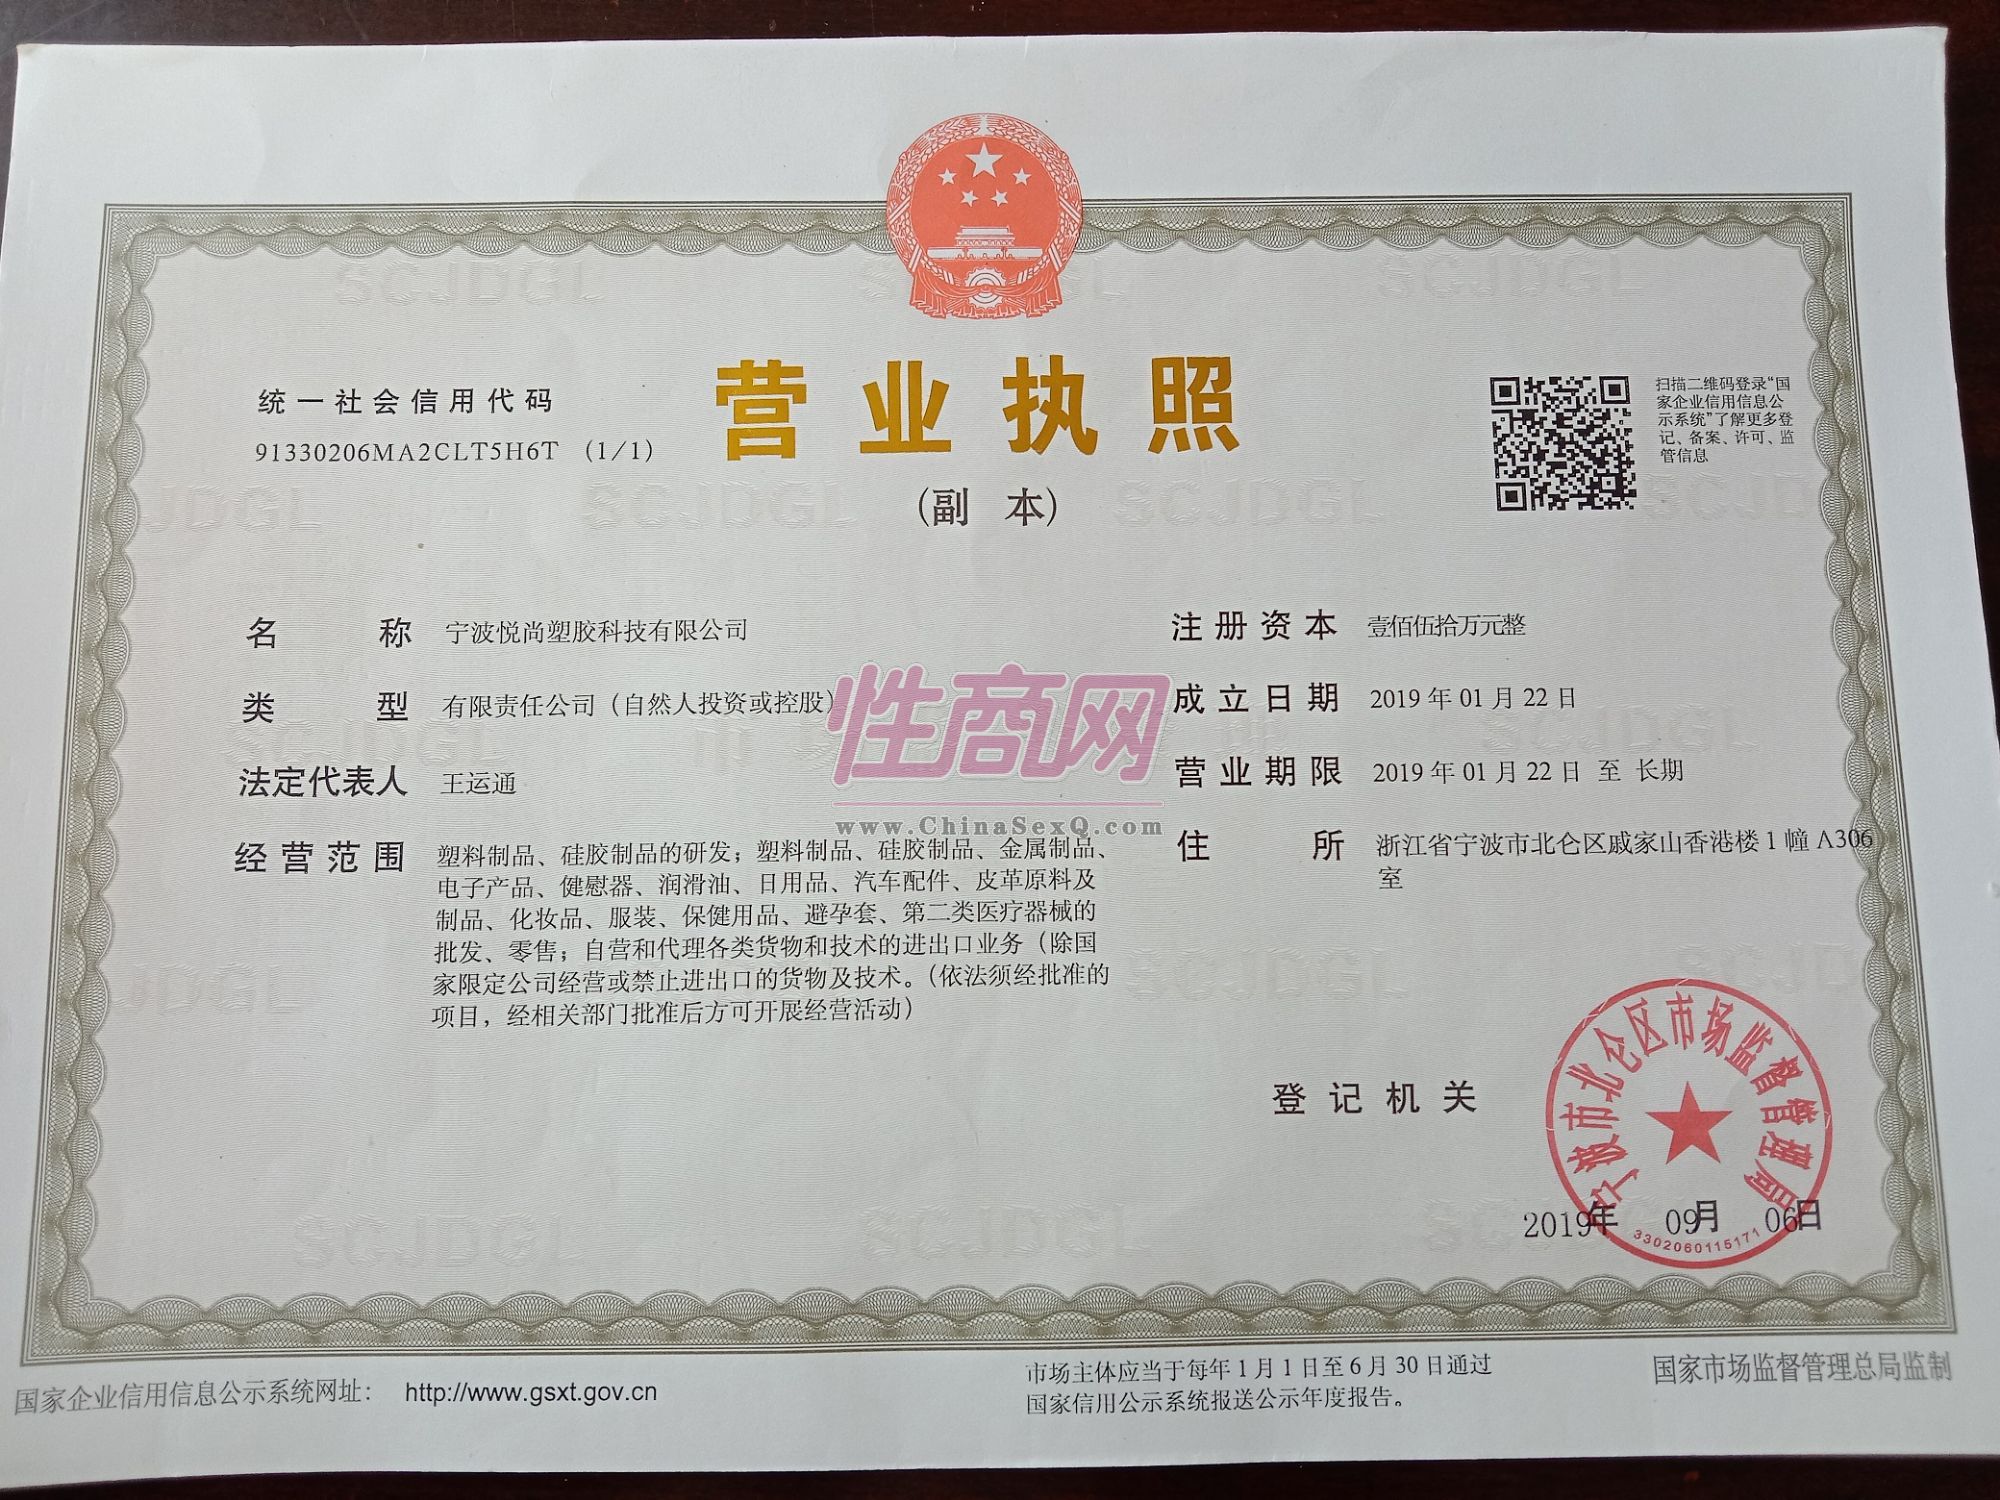 统一社会信用代码
91330206MA2CLT5H6T (1/1)
营业执照
(副 本)
扫描二维码登录“国
家企业信用信息公
示系统”了解更多登
记、备案、许可、监
管信息
名 称 宁波悦尚塑胶科技有限公司
类 型 有限责任公司（自然人投资或控股）
法定代表人 王运通
经营范围 塑料制品、硅胶制品的研发；塑料制品、硅胶制品、金属制品、
电子产品、健慰器、润滑油、日用品、汽车配件、皮革原料及
制品、化妆品、服装、保健用品、避孕套、第二类医疗器械的
批发、零售；自营和代理各类货物和技术的进出口业务（除国
家限定公司经营或禁止进出口的货物及技术。（依法须经批准的
项目，经相关部门批准后方可开展经营活动）
注册资本 壹佰伍拾万元整
成立日期 2019年01月22日
营业期限 2019年01月22日 至 长期
住 所 浙江省宁波市北仑区戚家山香港楼1幢A306
室
性商网
www.ChinaSexQ.com
登记机关
宁波市北仑区市场监督管理局
2019年 09月 06日
3302060115171
国家企业信用信息公示系统网址： http://www.gsxt.gov.cn
市场主体应当于每年1月1日至6月30日通过
国家信用公示系统报送公示年度报告。
国家市场监督管理总局监制
SCJDGL